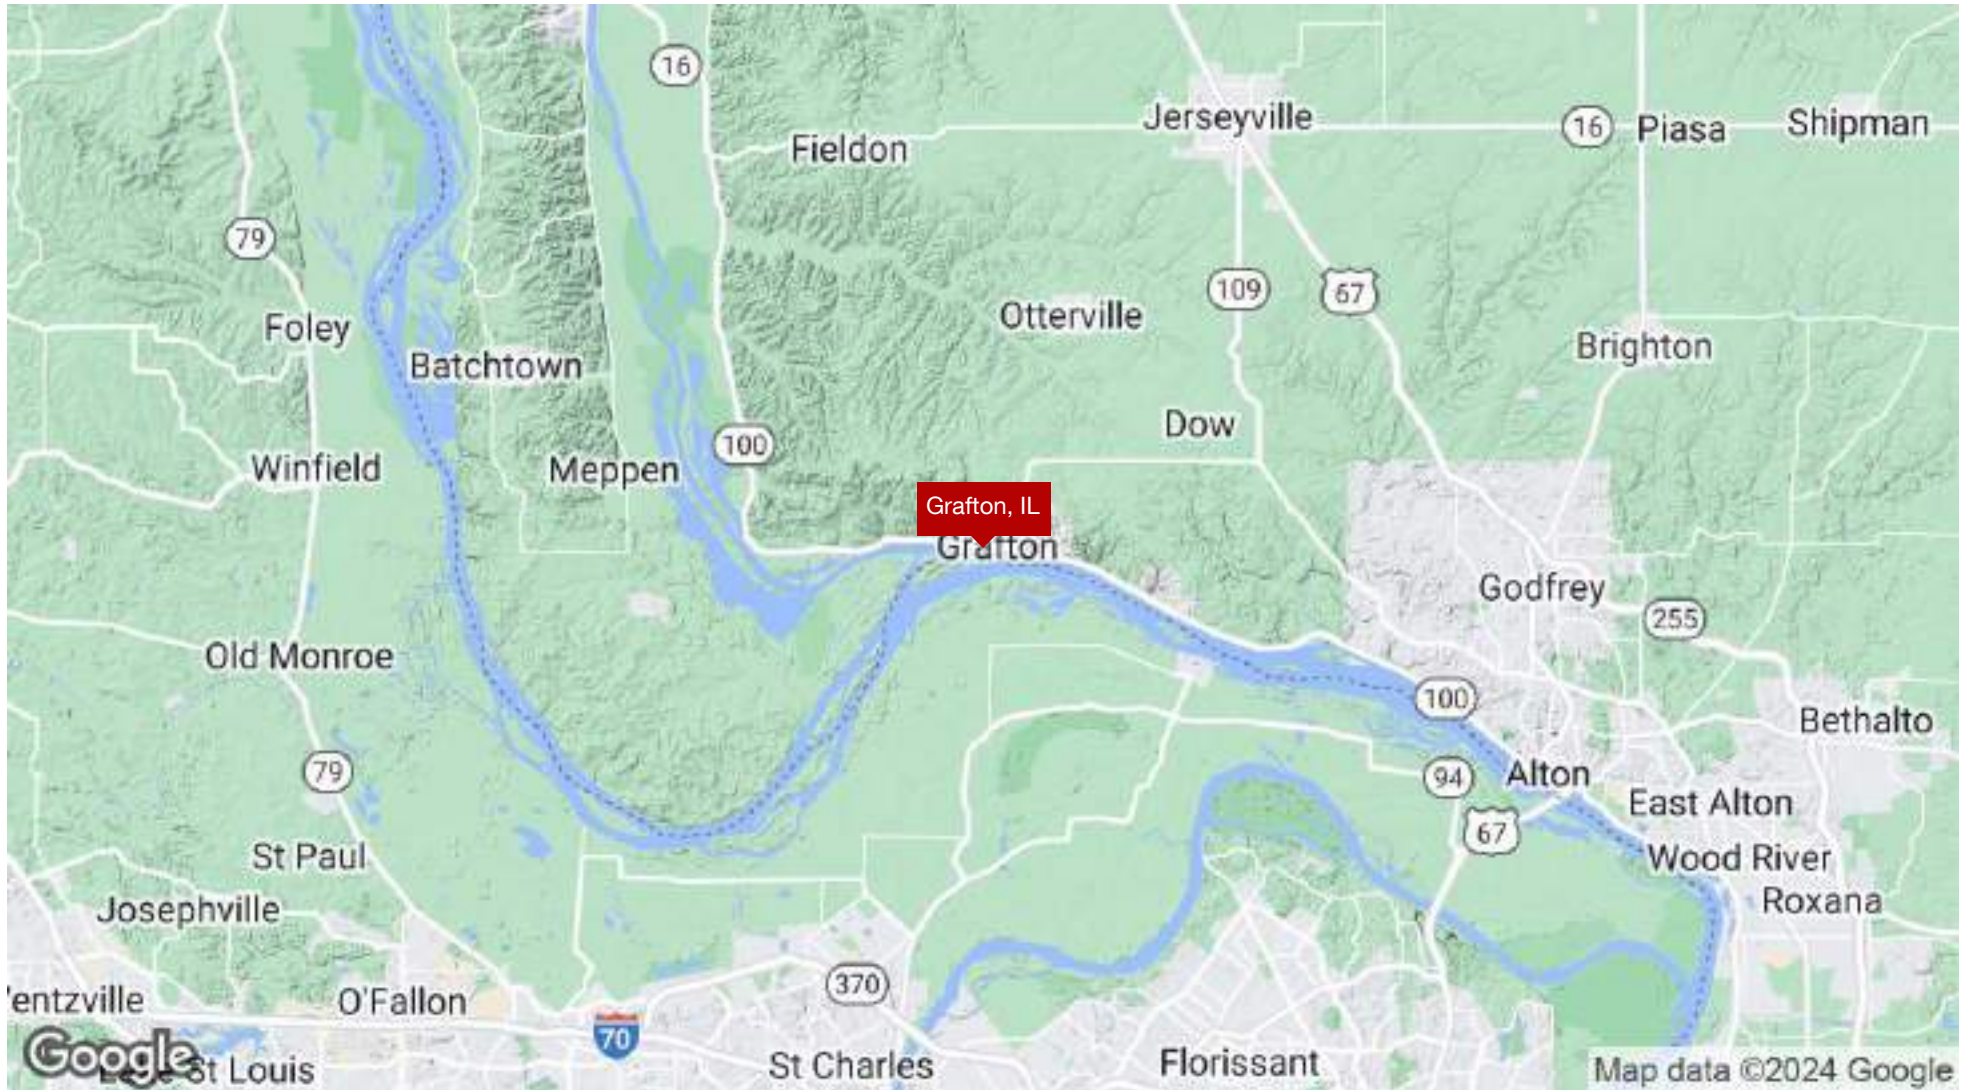 16
Jerseyville
16
Piasa
Shipman
Fieldon
79
109
67
Otterville
Foley
Brighton
Batchtown
Dow
100
Winfield
Meppen
Grafton, IL
Grafton
Godfrey
255
Old Monroe
100
Bethalto
79
94
Alton
East Alton
67
St Paul
Wood River
Roxana
Josephville
370
'entzville
O'Fallon
70
Google
St Louis
St Charles
Florissant
Map data ©2024 Google